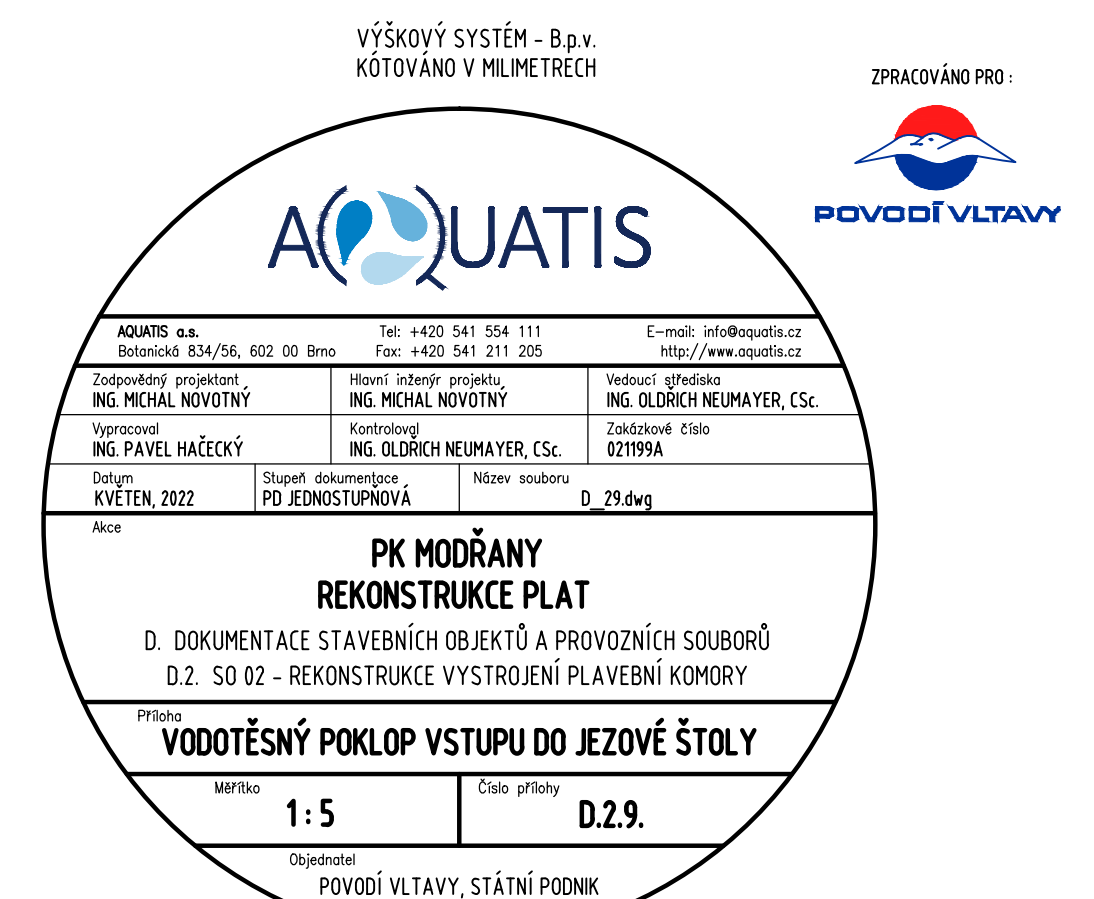 VÝŠKOVÝ SYSTÉM - B.p.v.
KÓTOVÁNO V MILIMETRECH
ZPRACOVÁNO PRO :
POVODÍ VLTAVY
AQUATIS
AQUATIS a.s.
Botanická 834/56, 602 00 Brno
Tel: +420 541 554 111
Fax: +420 541 211 205
E-mail: info@aquatis.cz
http://www.aquatis.cz
Zodpovědný projektant
ING. MICHAL NOVOTNÝ
Hlavní inženýr projektu
ING. MICHAL NOVOTNÝ
Vedoucí střediska
ING. OLDŘICH NEUMAYER, CSc.
Vypracoval
ING. PAVEL HAČECKÝ
Kontroloval
ING. OLDŘICH NEUMAYER, CSc.
Zakázkové číslo
021199A
Datum
KVĚTEN, 2022
Stupeň dokumentace
PD JEDNOSTUPŇOVÁ
Název souboru
D_29.dwg
Akce
PK MODŘANY
REKONSTRUKCE PLAT
D. DOKUMENTACE STAVEBNÍCH OBJEKTŮ A PROVOZNÍCH SOUBORŮ
D.2. SO 02 - REKONSTRUKCE VYSTROJENÍ PLAVEBNÍ KOMORY
Příloha
VODOTĚSNÝ POKLOP VSTUPU DO JEZOVÉ ŠTOLY
Měřítko
1 : 5
Číslo přílohy
D.2.9.
Objednatel
POVODÍ VLTAVY, STÁTNÍ PODNIK